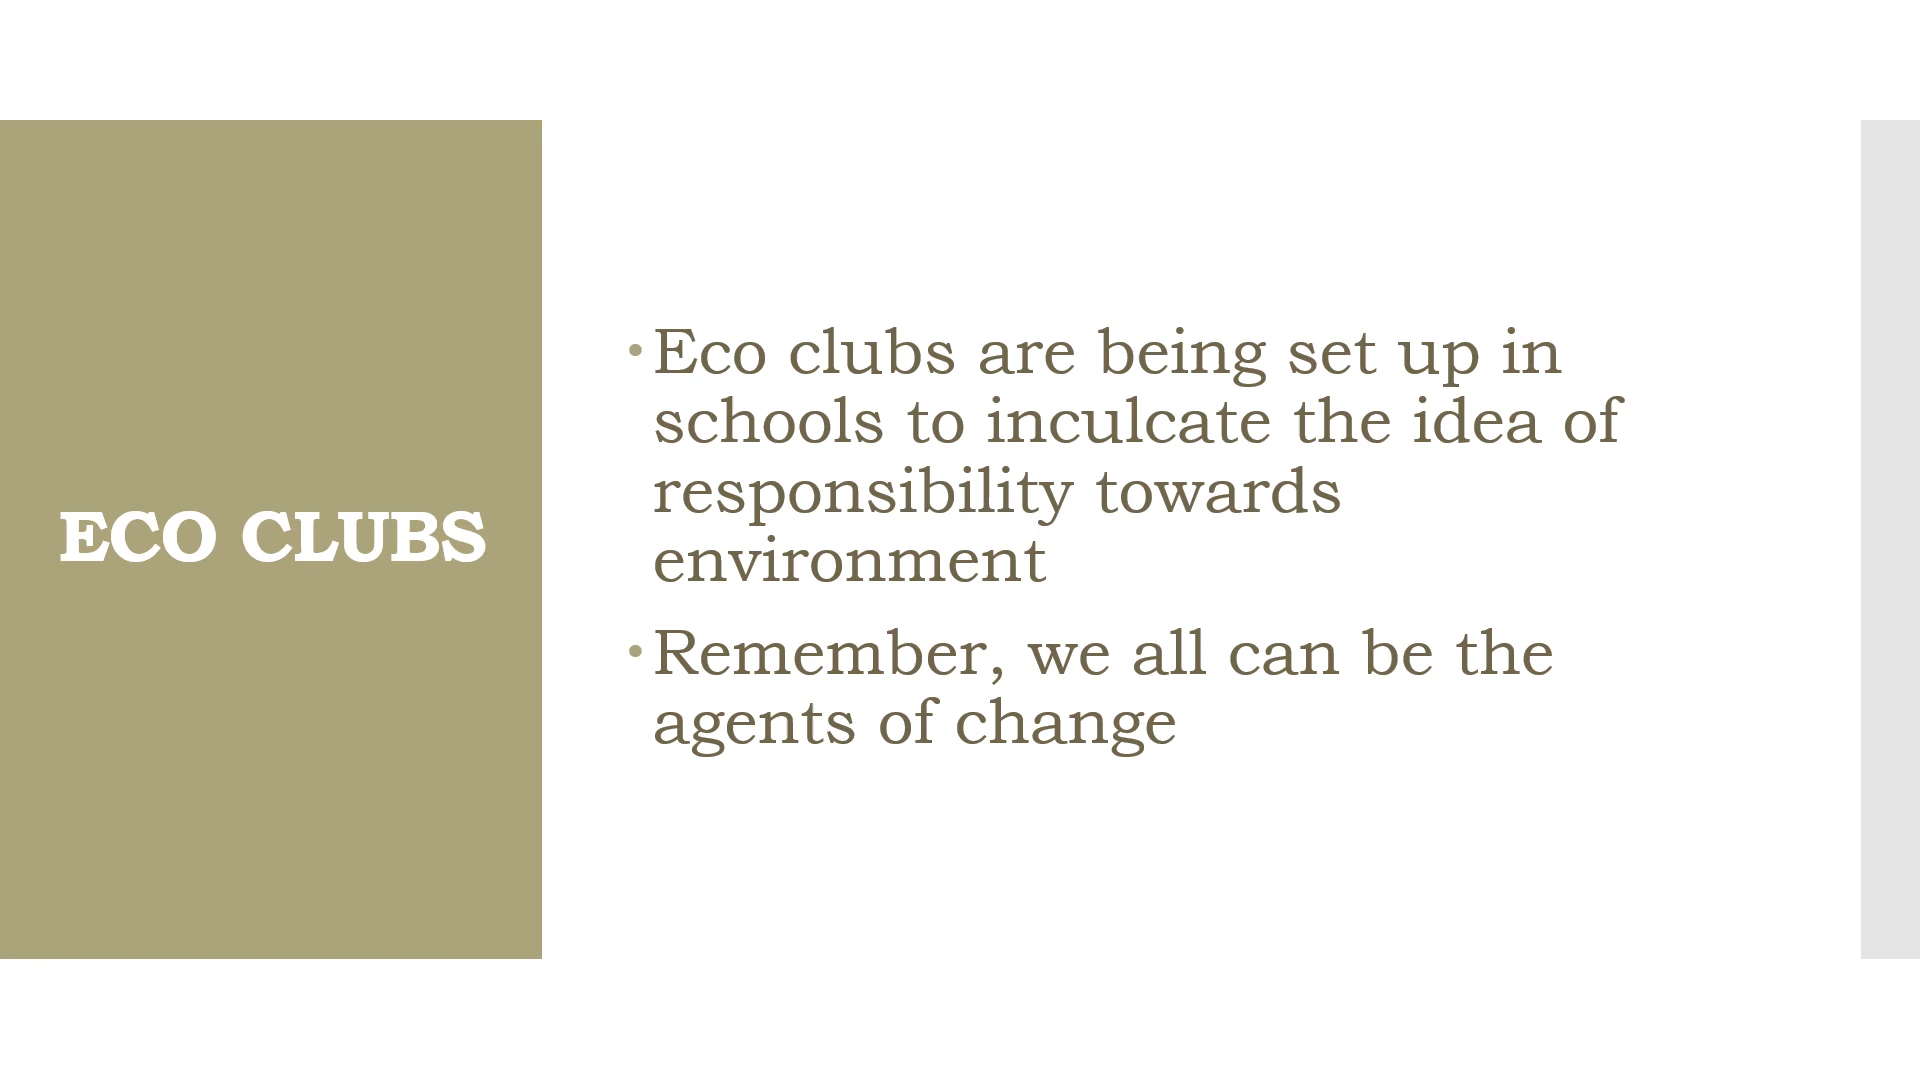 ECO CLUBS
• Eco clubs are being set up in
schools to inculcate the idea of
responsibility towards
environment
• Remember, we all can be the
agents of change